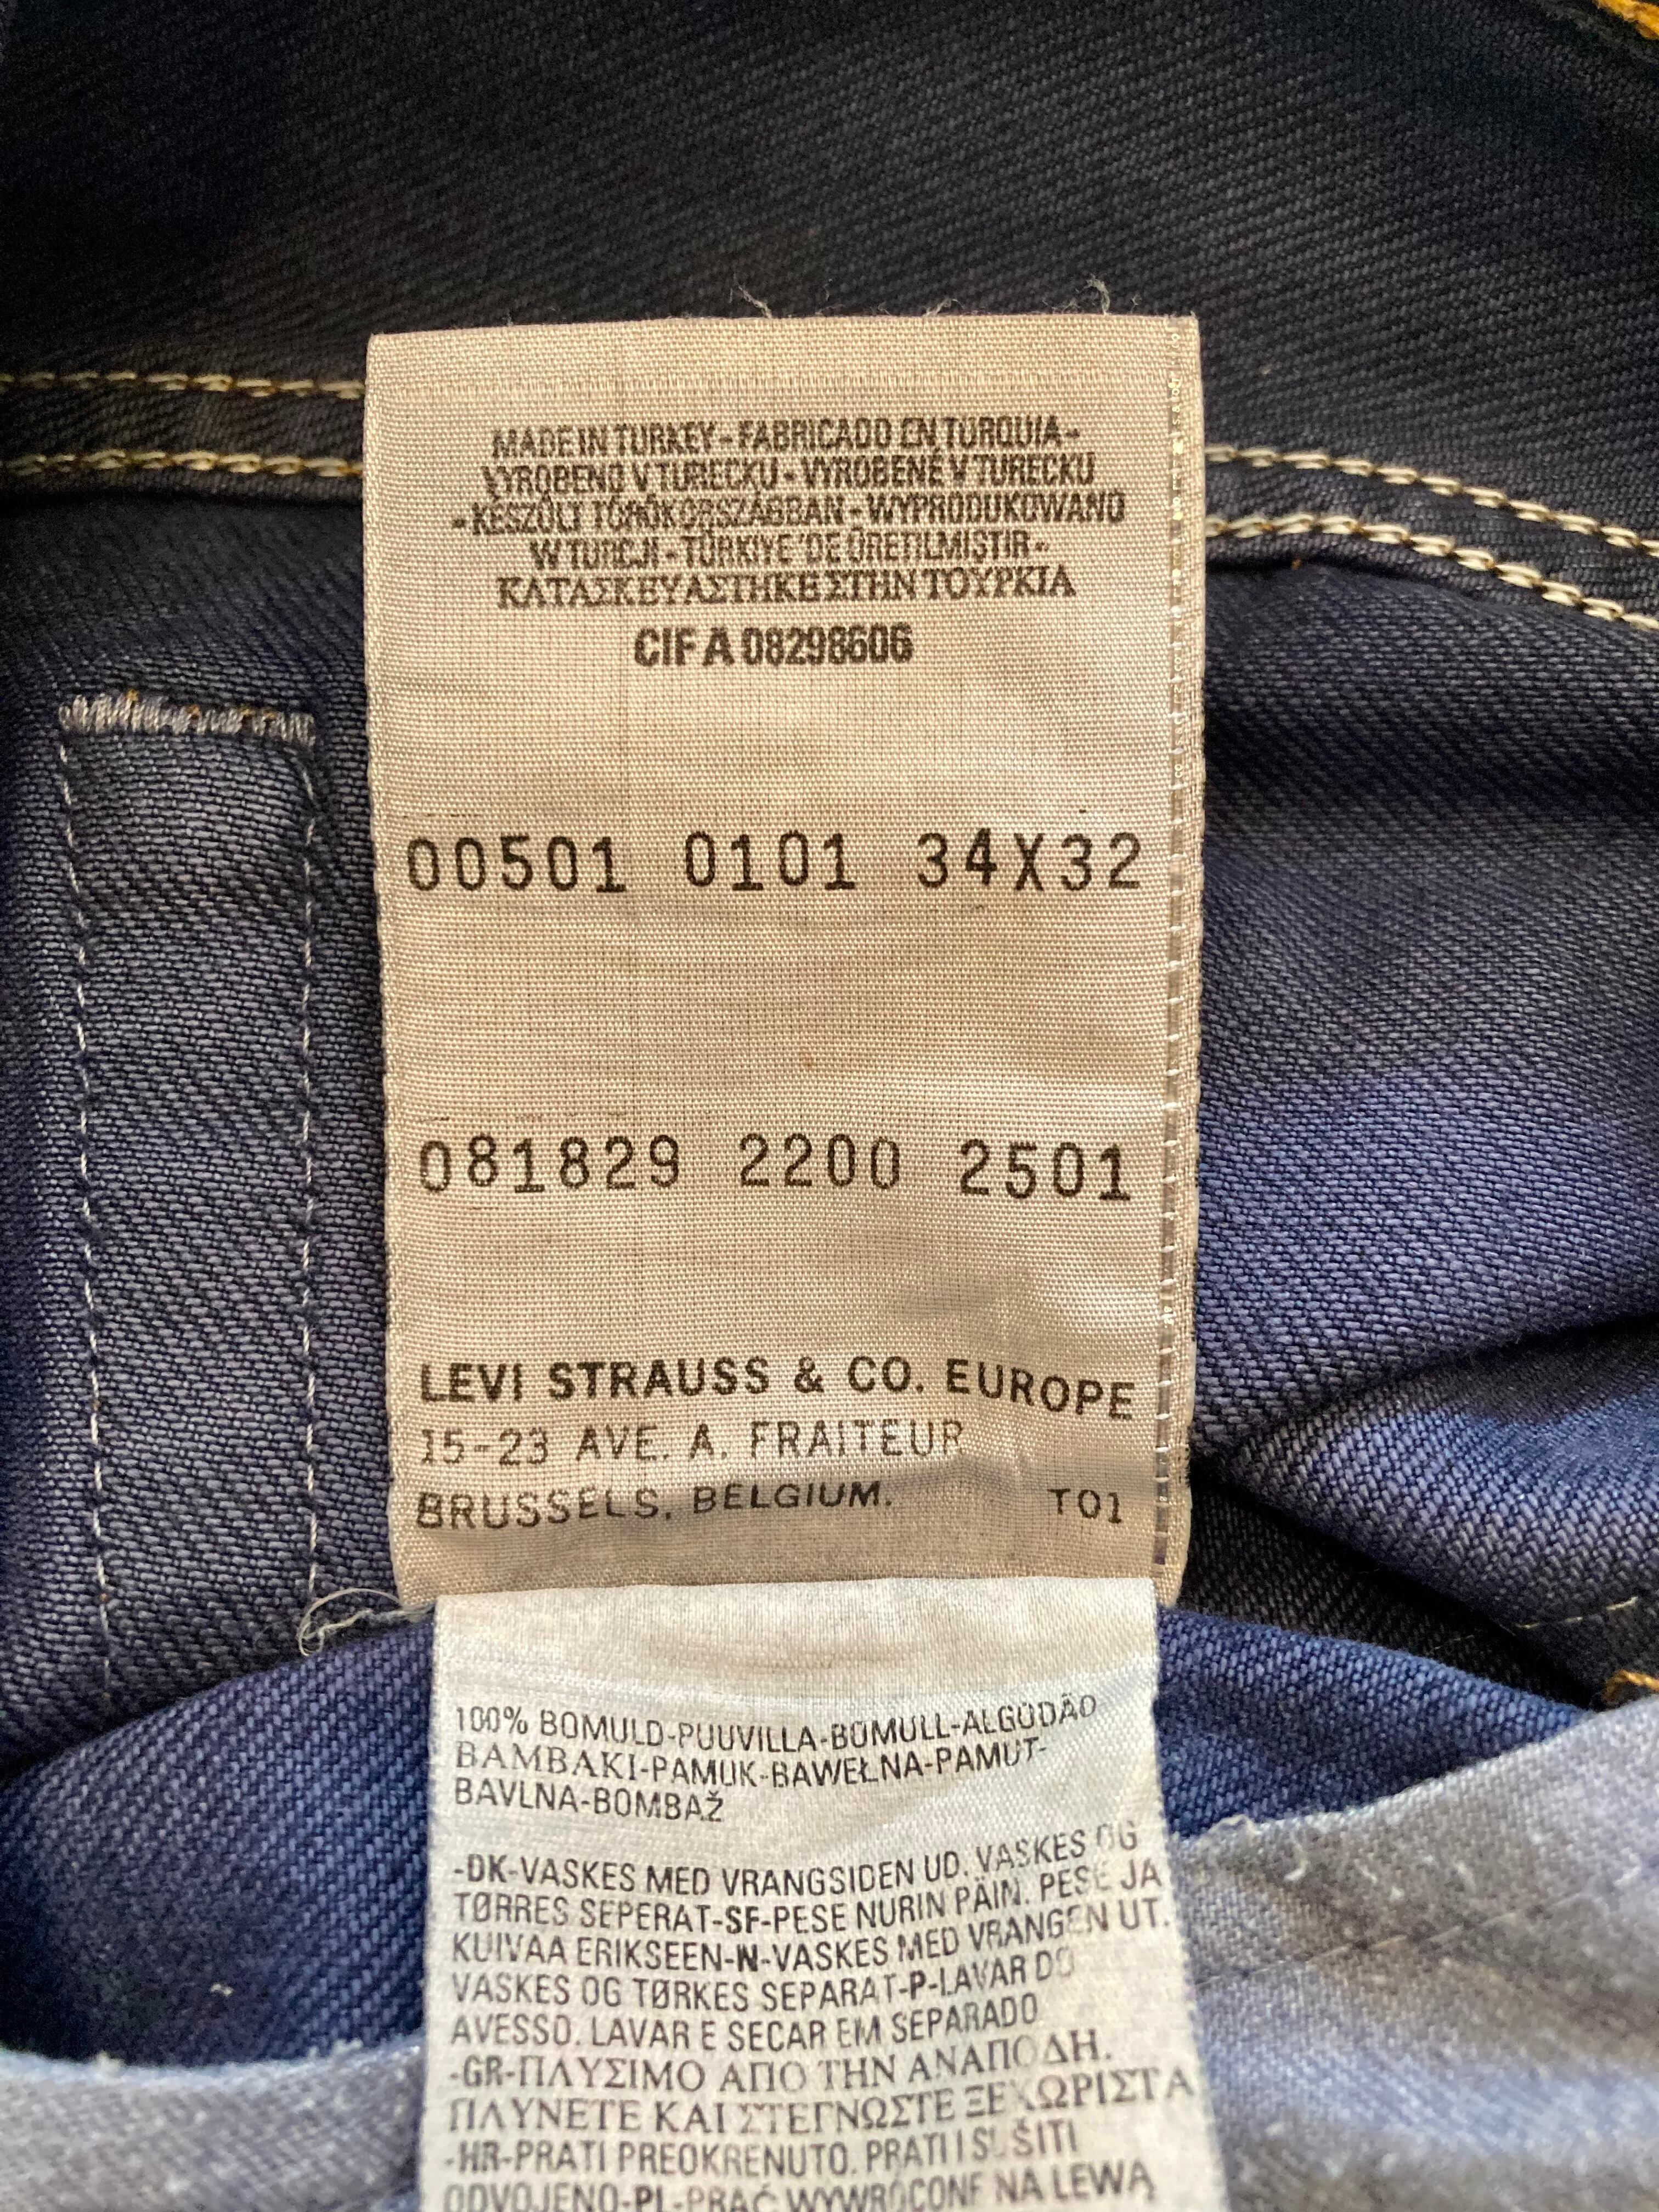 MADE IN TURKEY - FABRICADO EN TURQUIA -
VYROBENO V TURECKU - VYROBENÉ V TURECKU
- KÉSZÜLT TÖRÖKORSZÁGBAN - WYPRODUKOWANO
W TURCJI - TÜRKIYE 'DE ÜRETILMISTIR -
ΚΑΤΑΣΚΕΥΑΣΤΗΚΕ ΣΤΗΝ ΤΟΥΡΚΙΑ
CIF A 08298606
00501 0101 34X32
081829 2200 2501
LEVI STRAUSS & CO. EUROPE
15-23 AVE. A. FRAITEUR
BRUSSELS, BELGIUM. T01
100% BOMULD-PUUVILLA-BOMULL-ALGODÃO
BAMBAKI-PAMUK-BAWEŁNA-PAMUT-
BAVLNA-BOMBAŽ
-DK-VASKES MED VRANGSIDEN UD. VASKES OG
TØRRES SEPERAT-SF-PESE NURIN PÄIN. PESE JA
KUIVAA ERIKSEEN-N-VASKES MED VRANGEN UT.
VASKES OG TØRKES SEPARAT-P-LAVAR DO
AVESSO. LAVAR E SECAR EM SEPARADO
-GR-ΠΛΥΣΙΜΟ ΑΠΟ ΤΗΝ ΑΝΑΠΟΔΗ.
ΠΛΥΝΕΤΕ ΚΑΙ ΣΤΕΓΝΩΣΤΕ ΞΕΧΩΡΙΣΤΑ
-HR-PRATI PREOKRENUTO. PRATI I SUŠITI
ODVOJENO-PL-PRAĆ WYWRÓCONE NA LEWĄ